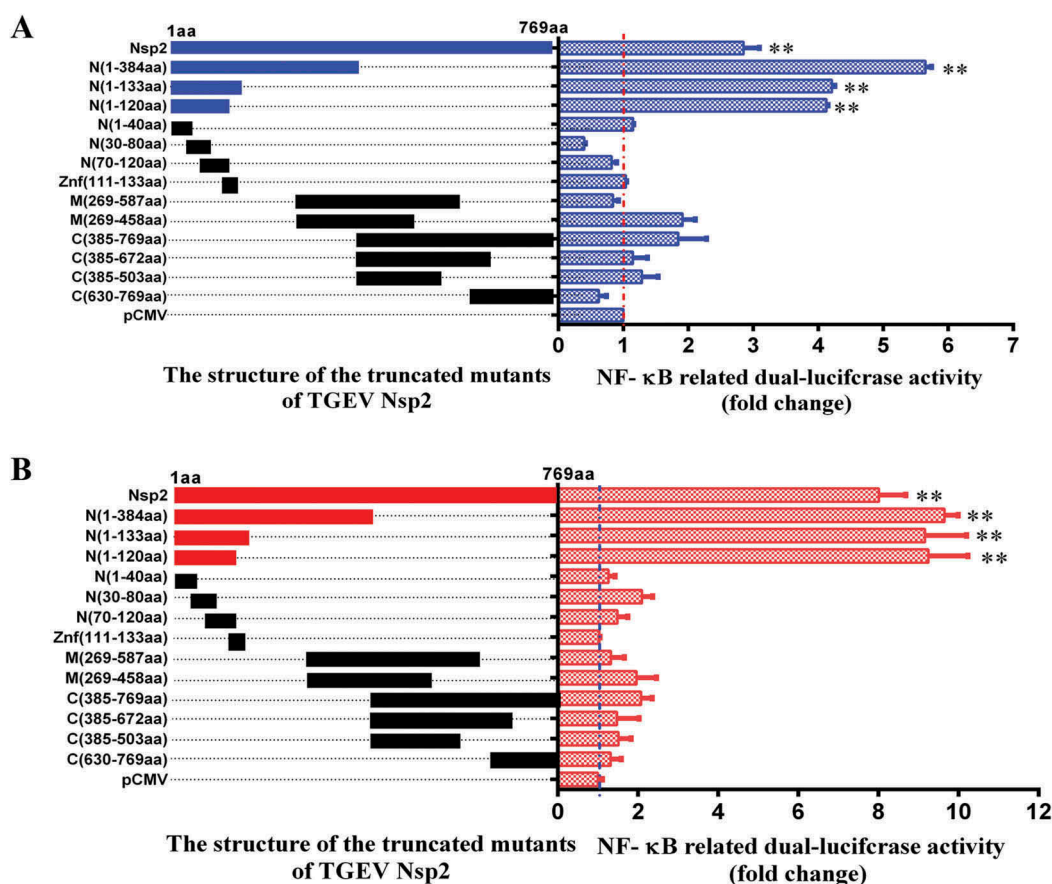 A
1aa 769aa
Nsp2 **
N(1-384aa) **
N(1-133aa) **
N(1-120aa) **
N(1-40aa)
N(30-80aa)
N(70-120aa)
Znf(111-133aa)
M(269-587aa)
M(269-458aa)
C(385-769aa)
C(385-672aa)
C(385-503aa)
C(630-769aa)
pCMV
0 1 2 3 4 5 6 7
The structure of the truncated mutants
of TGEV Nsp2
NF- κB related dual-lucifcrase activity
(fold change)
B
1aa 769aa
Nsp2 **
N(1-384aa) **
N(1-133aa) **
N(1-120aa) **
N(1-40aa)
N(30-80aa)
N(70-120aa)
Znf(111-133aa)
M(269-587aa)
M(269-458aa)
C(385-769aa)
C(385-672aa)
C(385-503aa)
C(630-769aa)
pCMV
0 2 4 6 8 10 12
The structure of the truncated mutants
of TGEV Nsp2
NF- κB related dual-lucifcrase activity
(fold change)